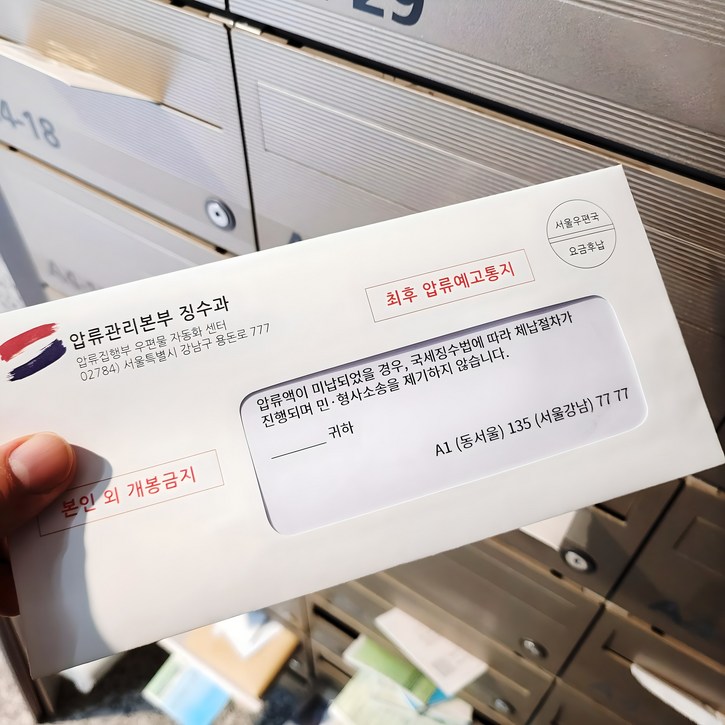 29
4-18
A4-
서울우편국
요금후납
최후 압류예고통지
압류관리본부 징수과
압류집행부 우편물 자동화 센터
02784) 서울특별시 강남구 용돈로 777
압류액이 미납되었을 경우, 국세징수법에 따라 체납절차가
진행되며 민·형사소송을 제기하지 않습니다.
귀하
A1 (동서울) 135 (서울강남) 77 77
본인 외 개봉금지